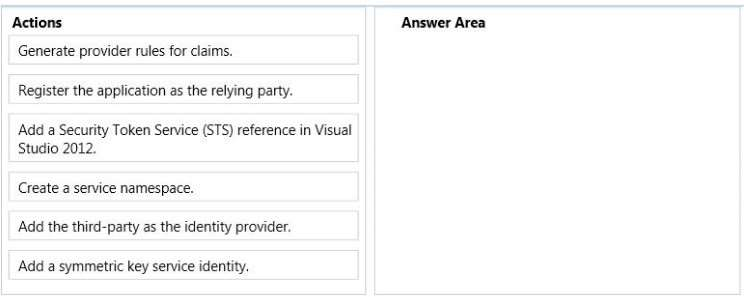 Actions
Generate provider rules for claims.
Register the application as the relying party.
Add a Security Token Service (STS) reference in Visual
Studio 2012.
Create a service namespace.
Add the third-party as the identity provider.
Add a symmetric key service identity.
Answer Area